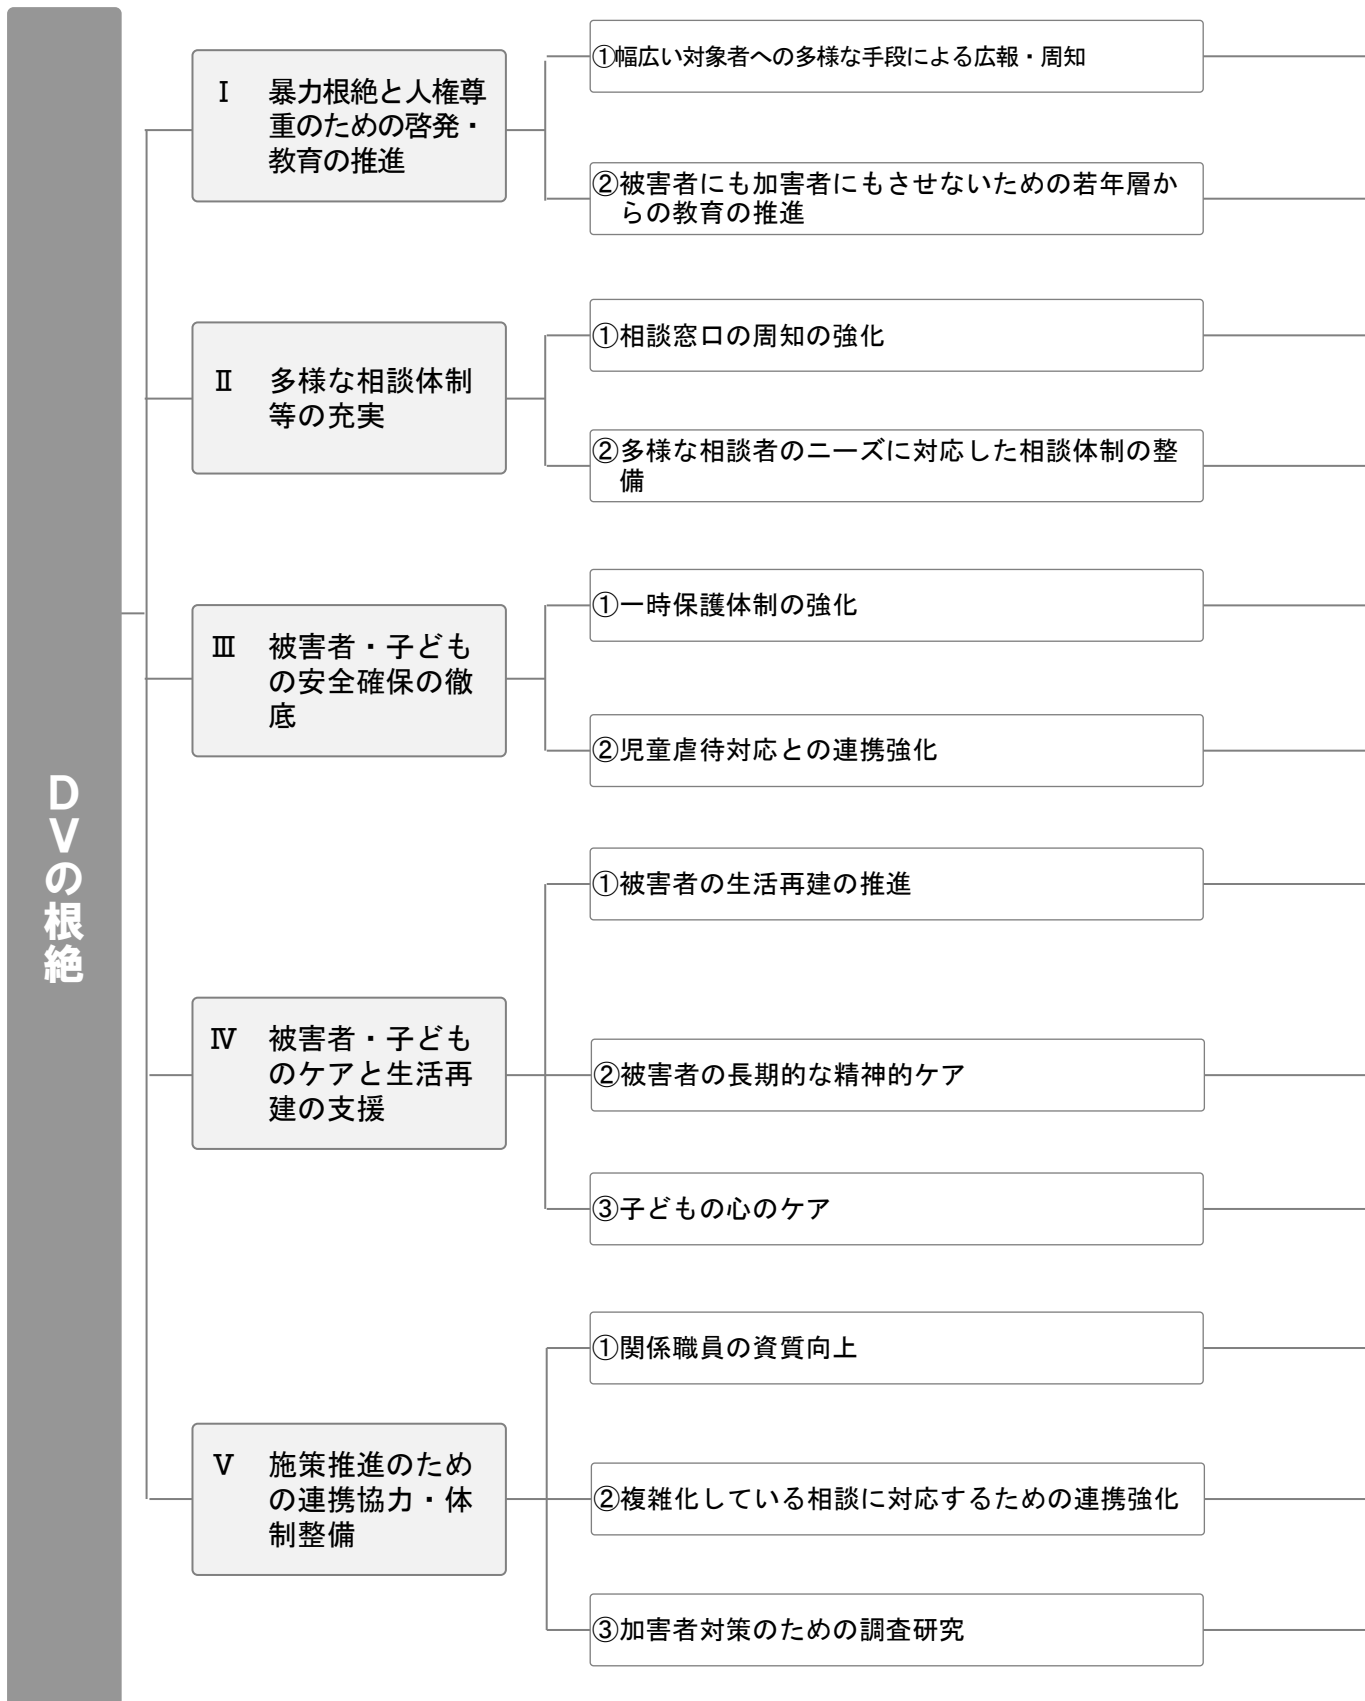 DVの根絶
Ⅰ 暴力根絶と人権尊
重のための啓発・
教育の推進
①幅広い対象者への多様な手段による広報・周知
②被害者にも加害者にもさせないための若年層か
らの教育の推進
Ⅱ 多様な相談体制
等の充実
①相談窓口の周知の強化
②多様な相談者のニーズに対応した相談体制の整
備
Ⅲ 被害者・子ども
の安全確保の徹
底
①一時保護体制の強化
②児童虐待対応との連携強化
Ⅳ 被害者・子ども
のケアと生活再
建の支援
①被害者の生活再建の推進
②被害者の長期的な精神的ケア
③子どもの心のケア
Ⅴ 施策推進のため
の連携協力・体
制整備
①関係職員の資質向上
②複雑化している相談に対応するための連携強化
③加害者対策のための調査研究